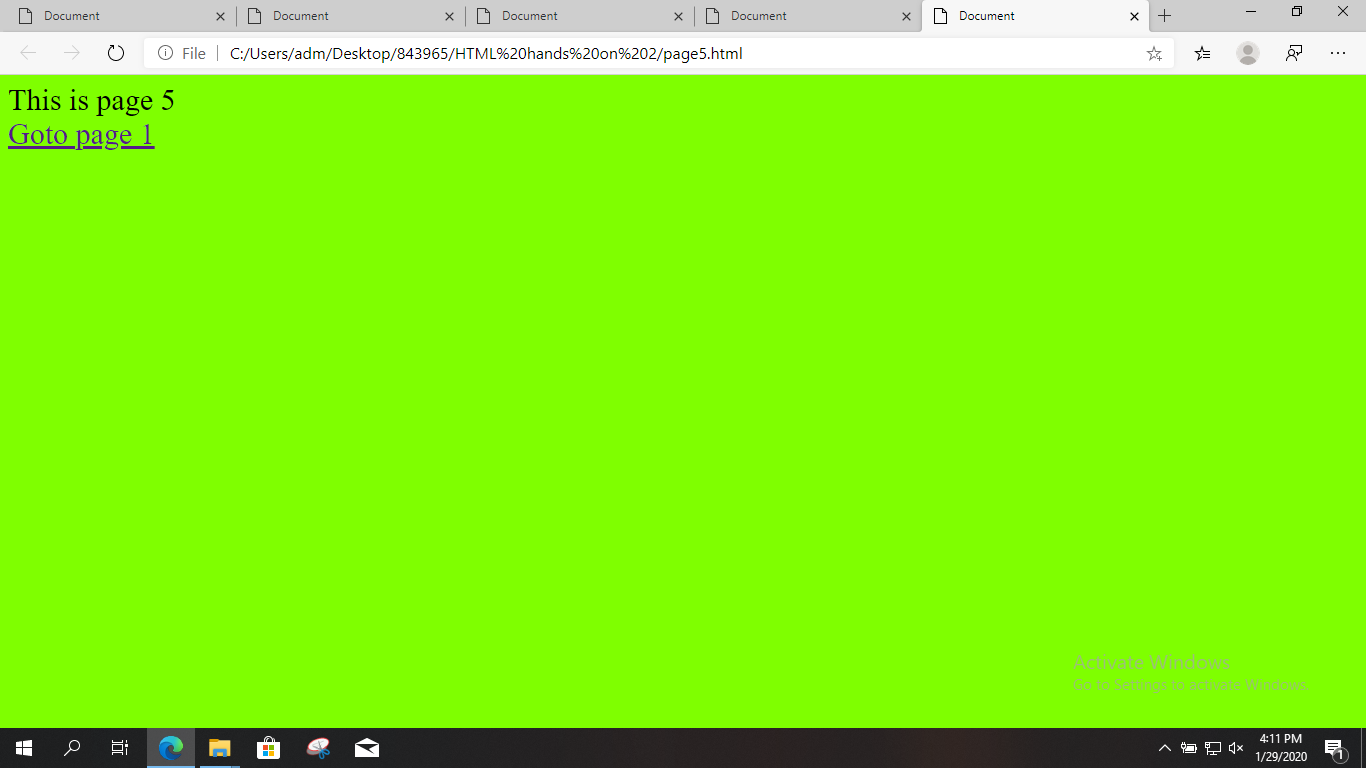 Document Document Document Document Document
File C:/Users/adm/Desktop/843965/HTML%20hands%20on%202/page5.html
This is page 5
Goto page 1
Activate Windows
Go to Settings to activate Windows.
4:11 PM
1/29/2020
1